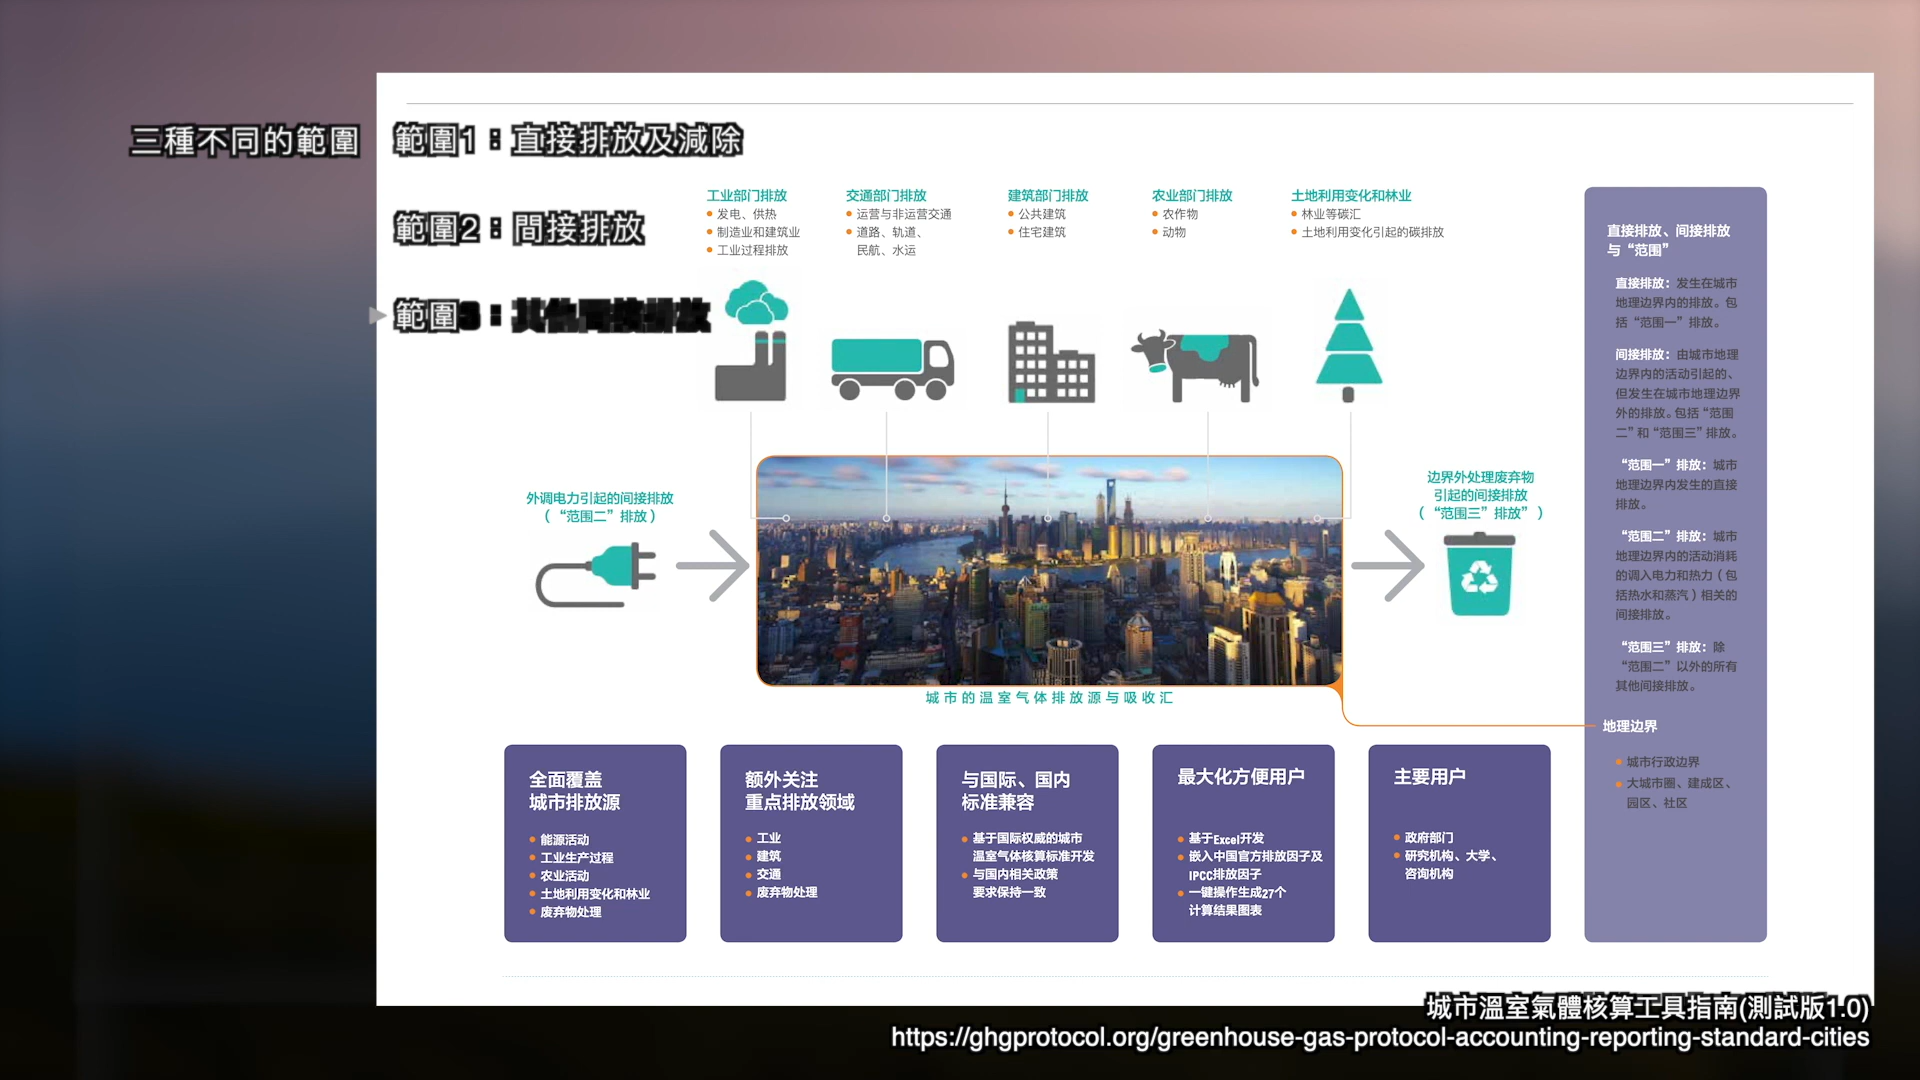 三種不同的範圍
範圍1：直接排放及減除
範圍2：間接排放
範圍3：其他間接排放
工业部门排放
发电、供热
制造业和建筑业
工业过程排放
交通部门排放
运营与非运营交通
道路、轨道、
民航、水运
建筑部门排放
公共建筑
住宅建筑
农业部门排放
农作物
动物
土地利用变化和林业
林业等碳汇
土地利用变化引起的碳排放
外调电力引起的间接排放
（“范围二”排放）
边界外处理废弃物
引起的间接排放
（“范围三”排放”）
城市的温室气体排放源与吸收汇
直接排放、间接排放
与“范围”
直接排放：发生在城市
地理边界内的排放。包
括“范围一”排放。
间接排放：由城市地理
边界内的活动引起的、
但发生在城市地理边界
外的排放。包括“范围
二”和“范围三”排放。
“范围一”排放：城市
地理边界内发生的直接
排放。
“范围二”排放：城市
地理边界内的活动消耗
的调入电力和热力（包
括热水和蒸汽）相关的
间接排放。
“范围三”排放：除
“范围二”以外的所有
其他间接排放。
地理边界
城市行政边界
大城市圈、建成区、
园区、社区
全面覆盖
城市排放源
能源活动
工业生产过程
农业活动
土地利用变化和林业
废弃物处理
额外关注
重点排放领域
工业
建筑
交通
废弃物处理
与国际、国内
标准兼容
基于国际权威的城市
温室气体核算标准开发
与国内相关政策
要求保持一致
最大化方便用户
基于Excel开发
嵌入中国官方排放因子及
IPCC排放因子
一键操作生成27个
计算结果图表
主要用户
政府部门
研究机构、大学、
咨询机构
城市溫室氣體核算工具指南(測試版1.0)
https://ghgprotocol.org/greenhouse-gas-protocol-accounting-reporting-standard-cities